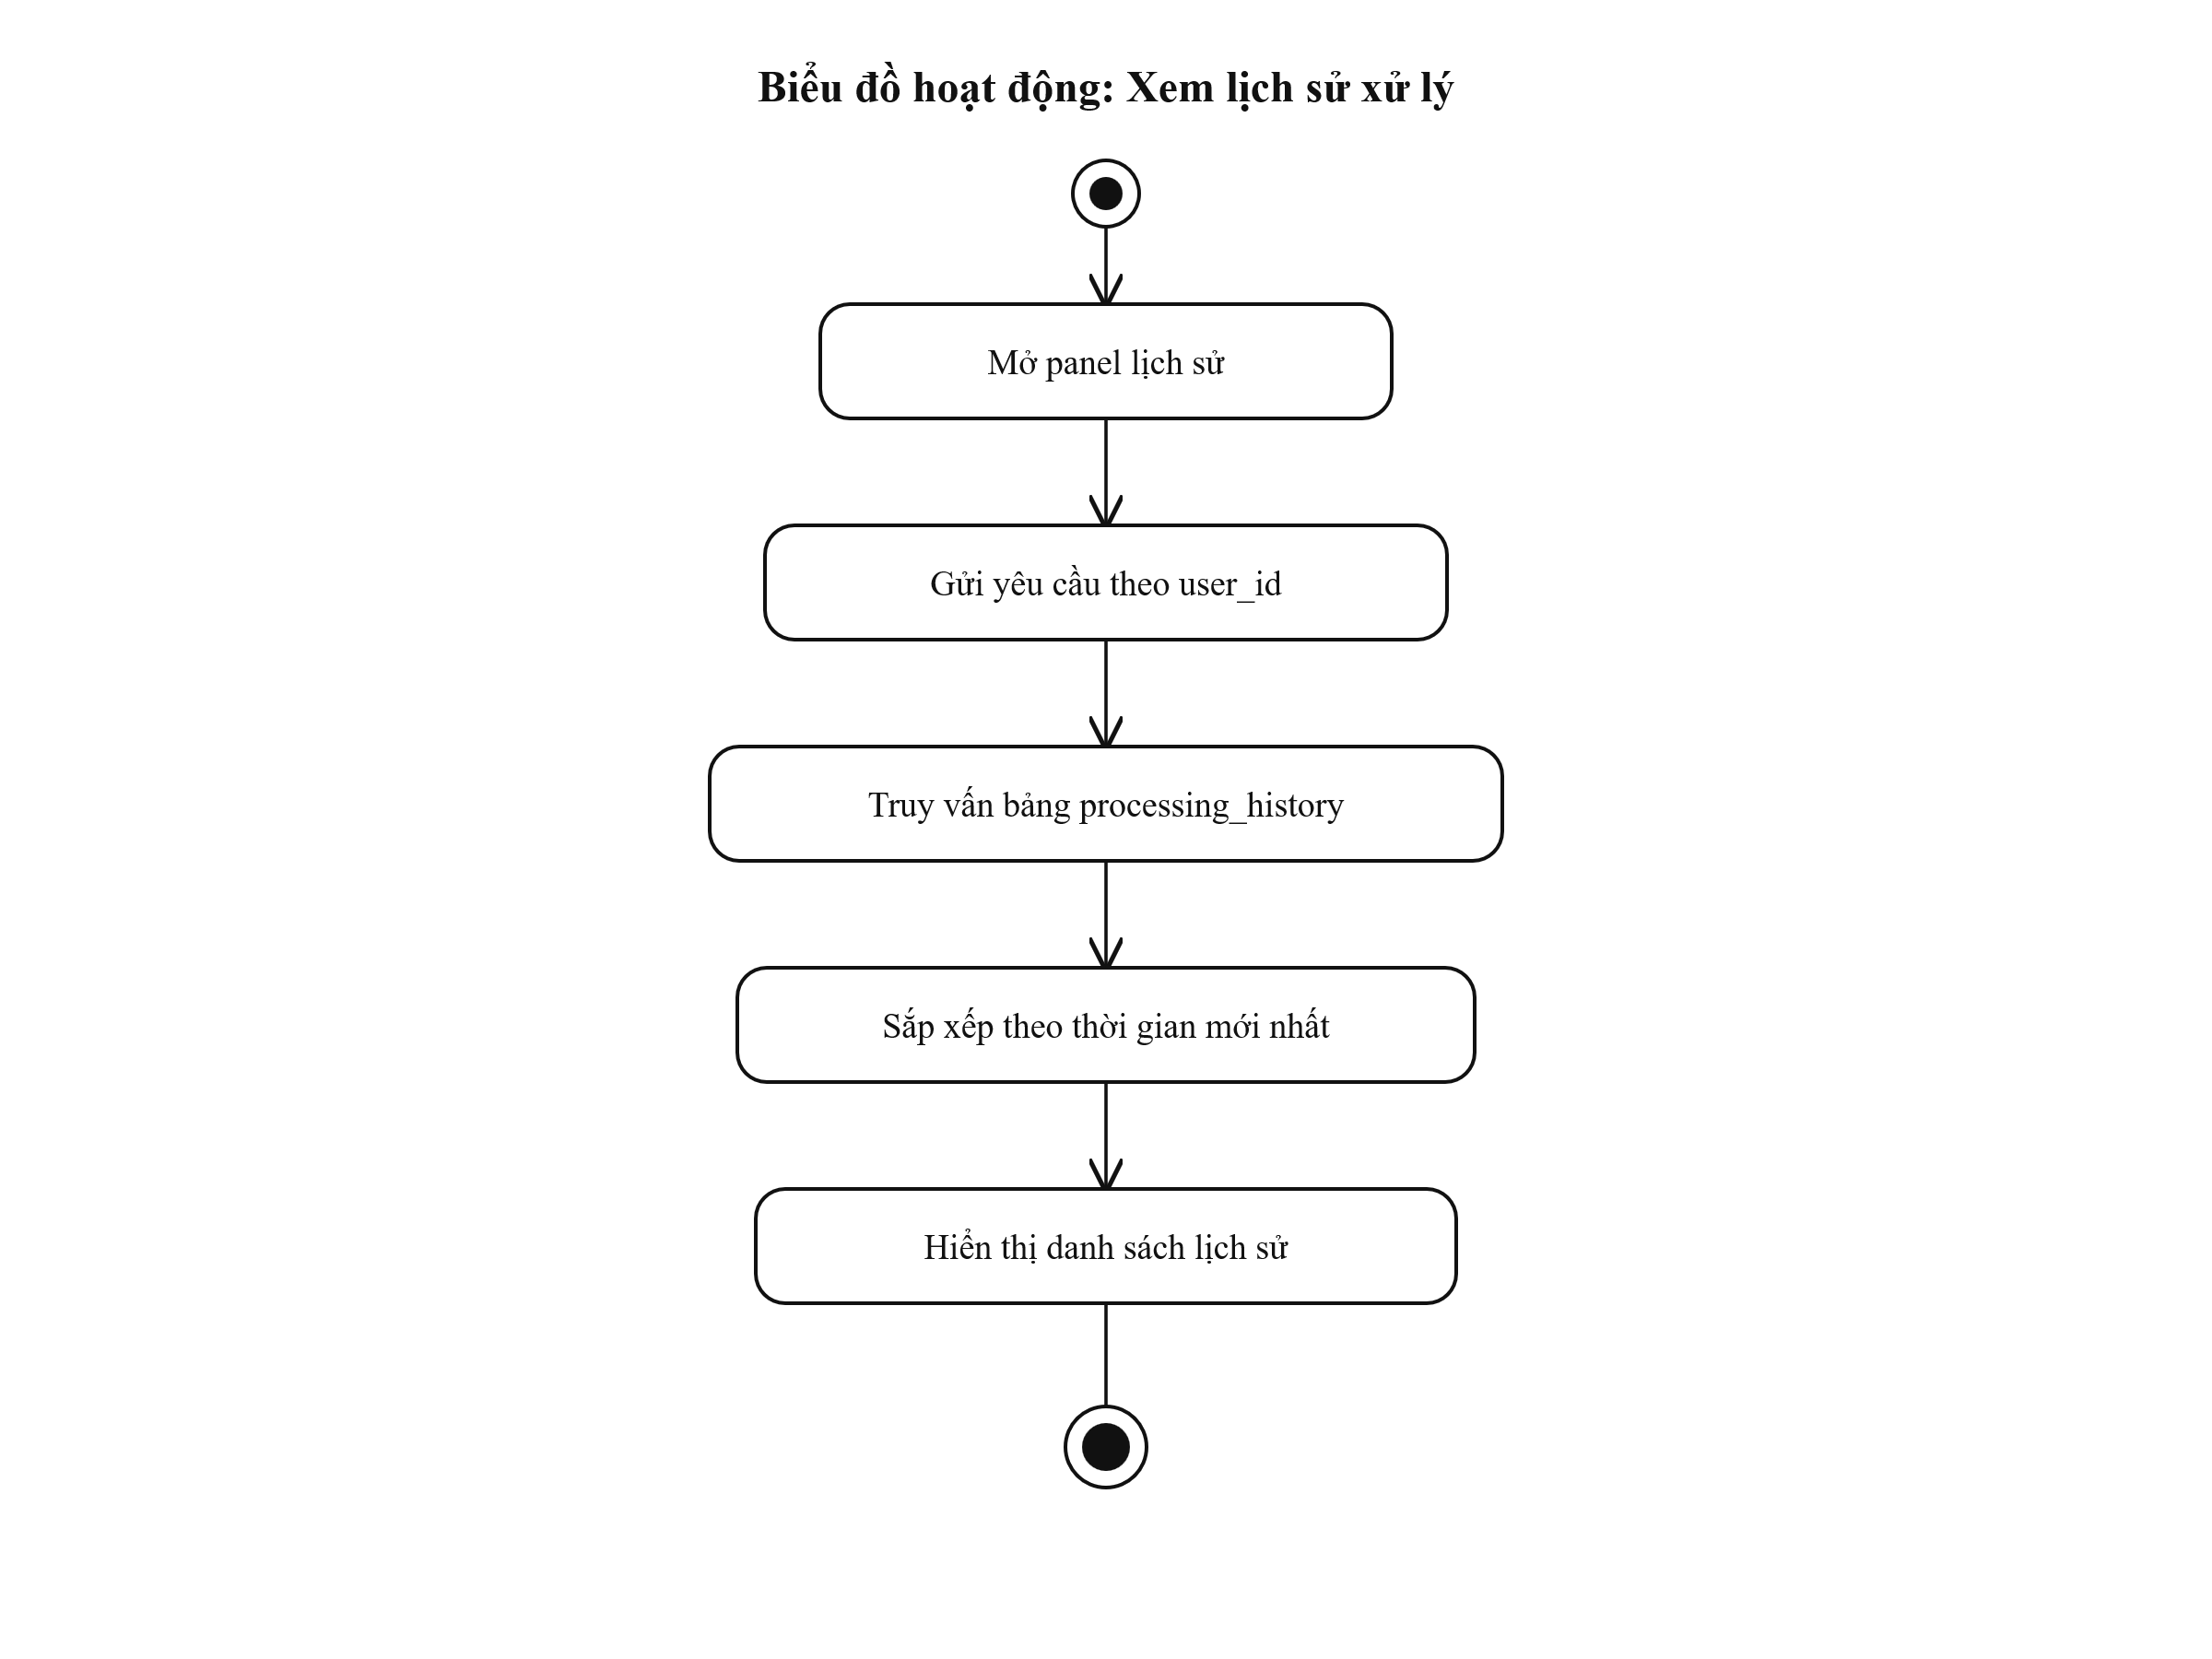 Biểu đồ hoạt động: Xem lịch sử xử lý
Mở panel lịch sử
Gửi yêu cầu theo user_id
Truy vấn bảng processing_history
Sắp xếp theo thời gian mới nhất
Hiển thị danh sách lịch sử